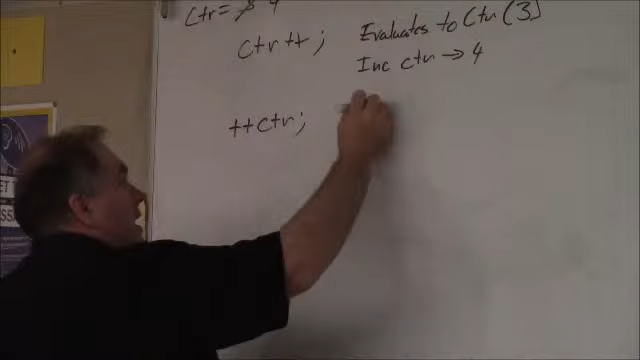 Ctr = 3 4
Ctr ++ ; Evaluates to Ctr (3]
Inc ctr → 4
++ctr;